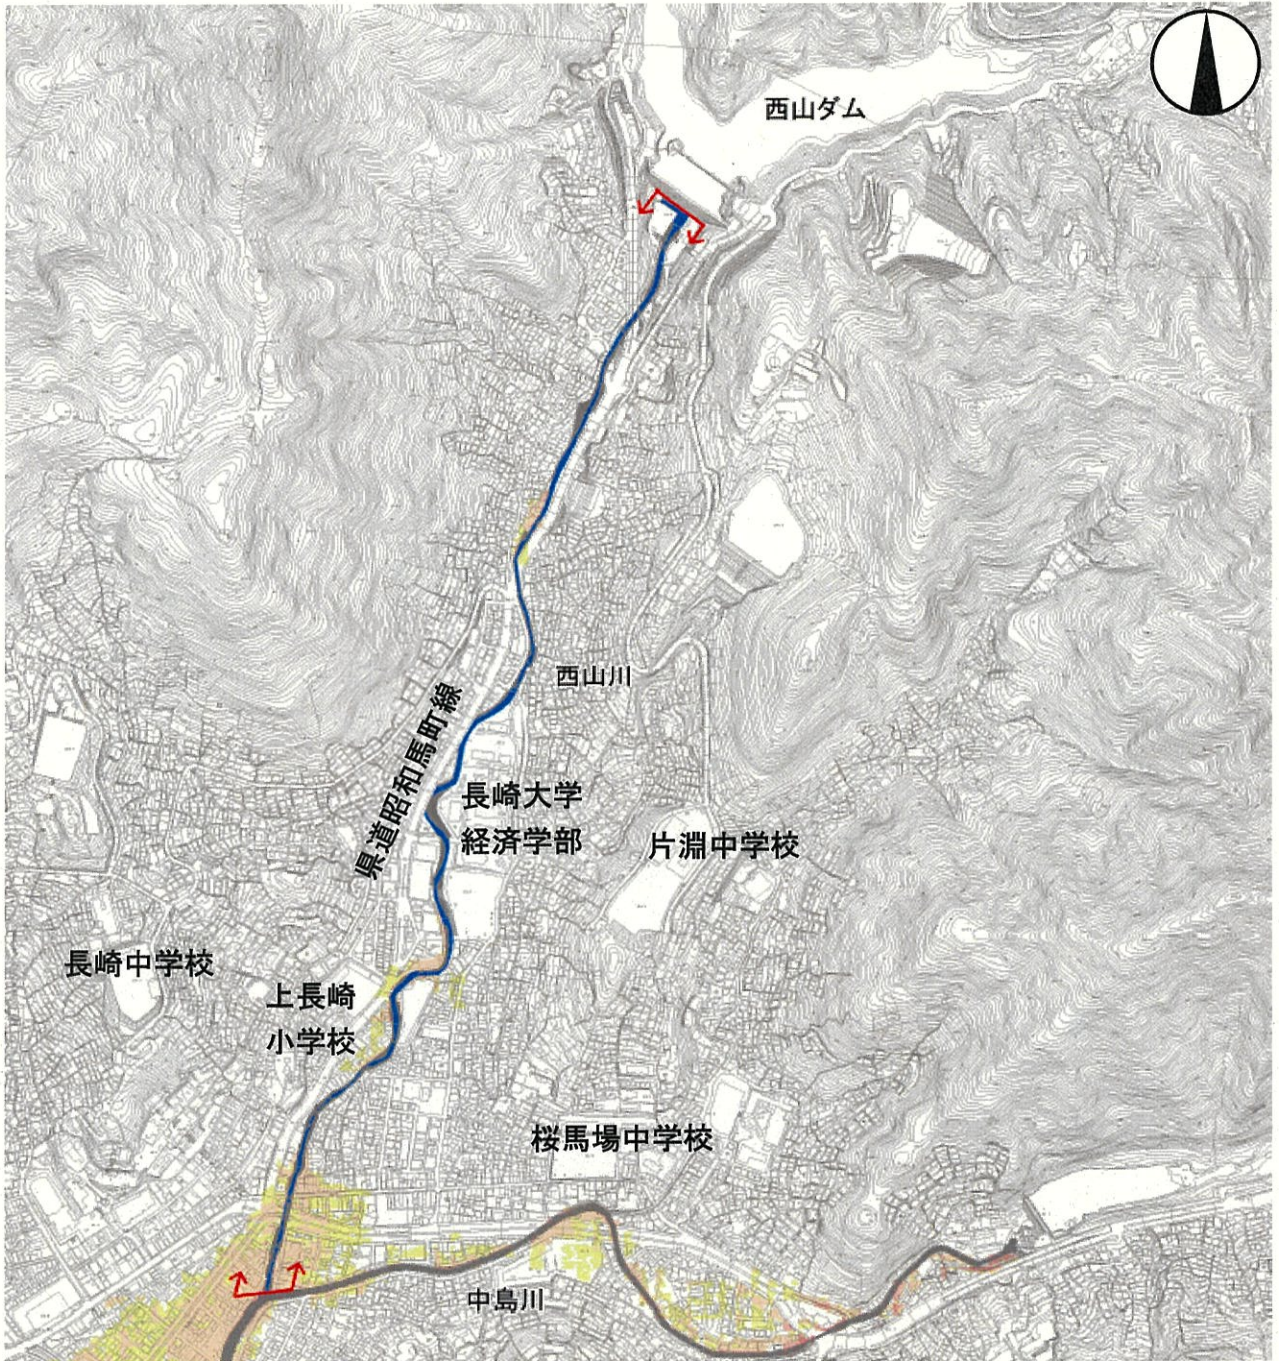 西山ダム
西山川
県道昭和馬町線
長崎大学
経済学部
片淵中学校
長崎中学校
上長崎
小学校
桜馬場中学校
中島川